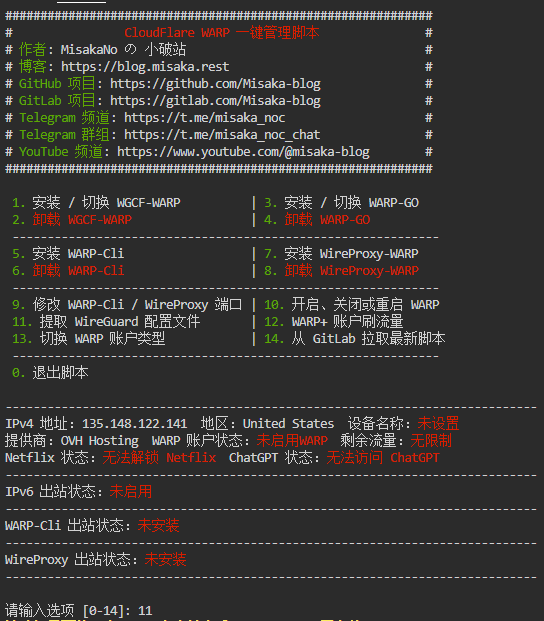 #############################################################
# CloudFlare WARP 一键管理脚本 #
# 作者: MisakaNo の 小破站 #
# 博客: https://blog.misaka.rest #
# GitHub 项目: https://github.com/Misaka-blog #
# GitLab 项目: https://gitlab.com/Misaka-blog #
# Telegram 频道: https://t.me/misaka_noc #
# Telegram 群组: https://t.me/misaka_noc_chat #
# YouTube 频道: https://www.youtube.com/@misaka-blog #
#############################################################
1. 安装 / 切换 WGCF-WARP | 3. 安装 / 切换 WARP-GO
2. 卸载 WGCF-WARP | 4. 卸载 WARP-GO
-------------------------------------------------------------
5. 安装 WARP-Cli | 7. 安装 WireProxy-WARP
6. 卸载 WARP-Cli | 8. 卸载 WireProxy-WARP
-------------------------------------------------------------
9. 修改 WARP-Cli / WireProxy 端口 | 10. 开启、关闭或重启 WARP
11. 提取 WireGuard 配置文件 | 12. WARP+ 账户刷流量
13. 切换 WARP 账户类型 | 14. 从 GitLab 拉取最新脚本
-------------------------------------------------------------
0. 退出脚本
----------------------------------------------------------------------------
IPv4 地址: 135.148.122.141 地区: United States 设备名称: 未设置
提供商: OVH Hosting WARP 账户状态: 未启用WARP 剩余流量: 无限制
Netflix 状态: 无法解锁 Netflix ChatGPT 状态: 无法访问 ChatGPT
----------------------------------------------------------------------------
IPv6 出站状态: 未启用
----------------------------------------------------------------------------
WARP-Cli 出站状态: 未安装
----------------------------------------------------------------------------
WireProxy 出站状态: 未安装
----------------------------------------------------------------------------
请输入选项 [0-14]: 11